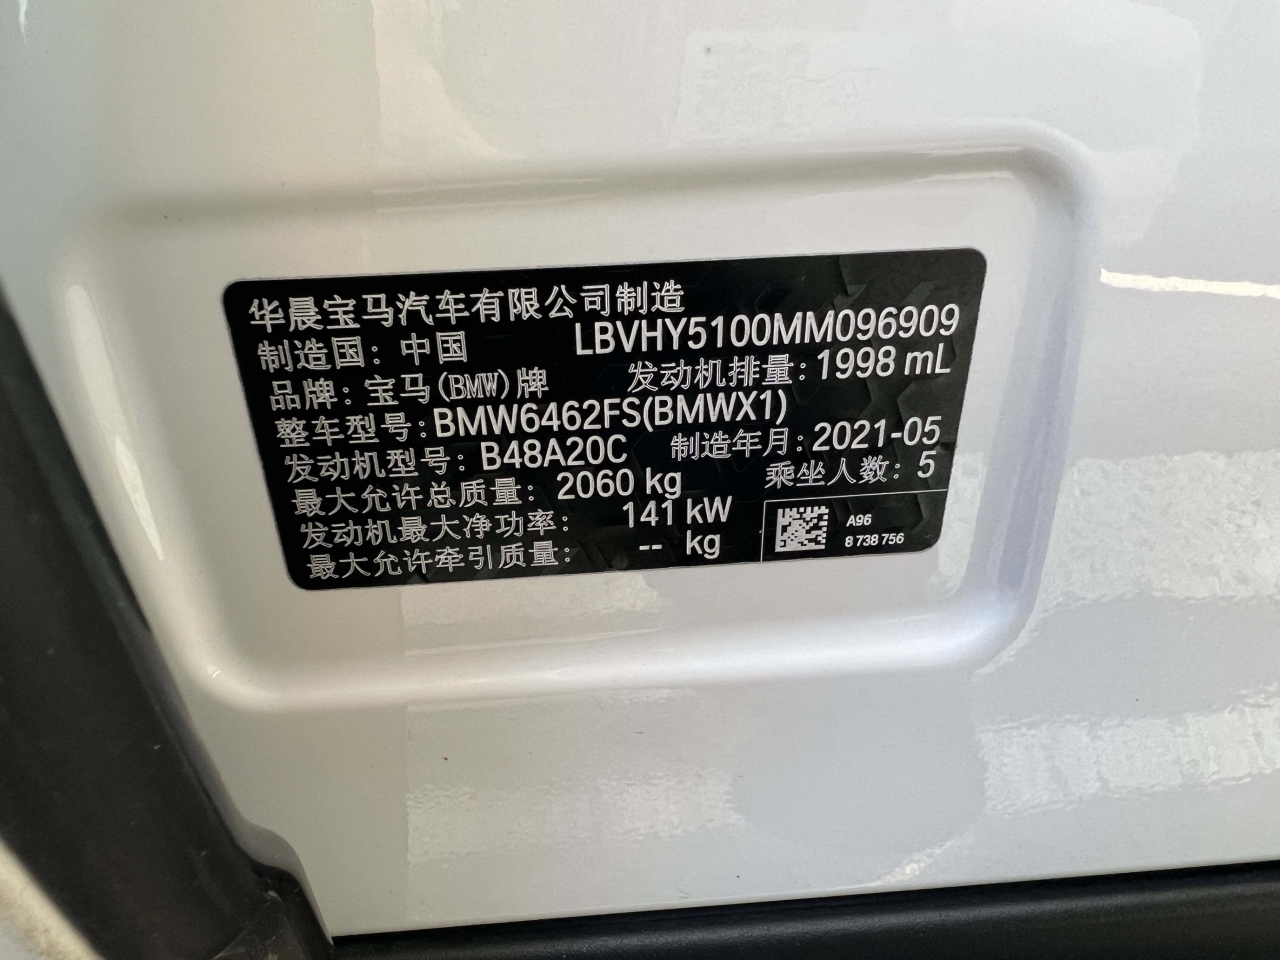 华晨宝马汽车有限公司制造
制造国：中国 LBVHY5100MM096909
品牌：宝马(BMW)牌 发动机排量：1998 mL
整车型号：BMW6462FS(BMWX1)
发动机型号：B48A20C 制造年月：2021-05
最大允许总质量：2060 kg 乘坐人数：5
发动机最大净功率：141 kW
最大允许牵引质量：-- kg
A96
8 738 756